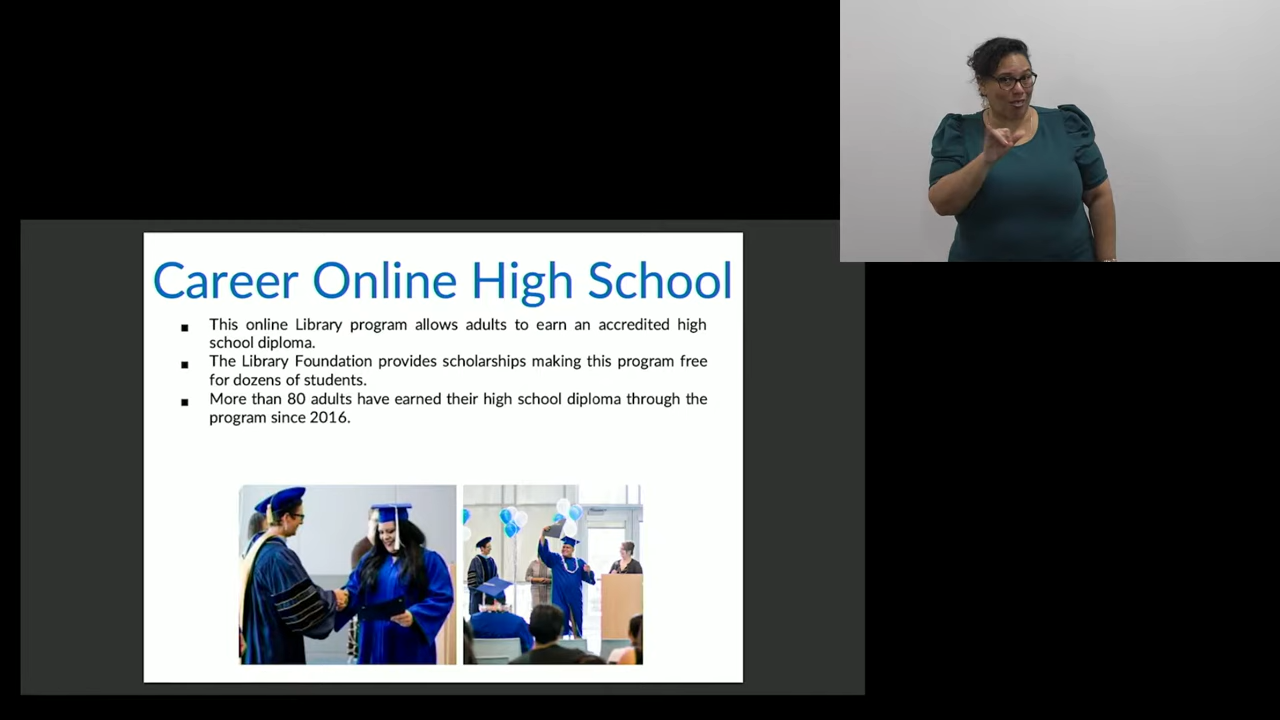 Career Online High School
▪ This online Library program allows adults to earn an accredited high
school diploma.
▪ The Library Foundation provides scholarships making this program free
for dozens of students.
▪ More than 80 adults have earned their high school diploma through the
program since 2016.